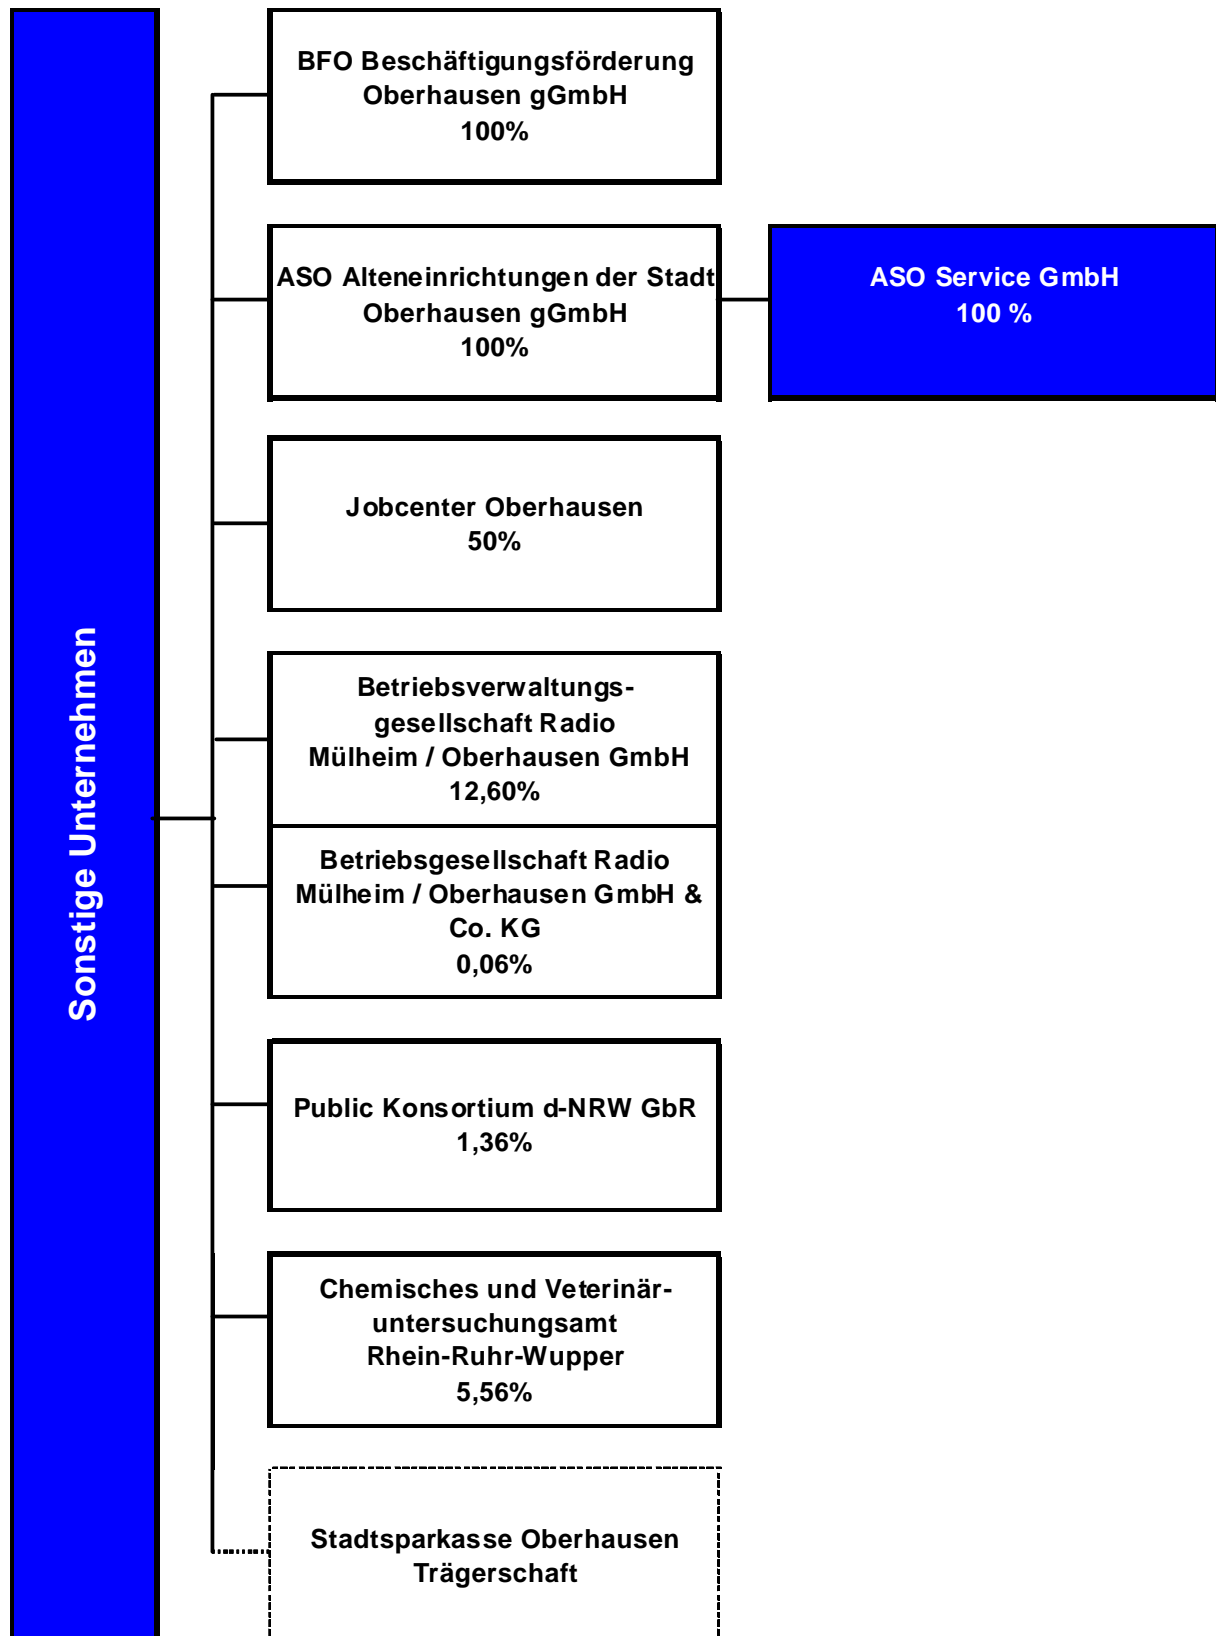 Sonstige Unternehmen
BFO Beschäftigungsförderung
Oberhausen gGmbH
100%
ASO Alteneinrichtungen der Stadt
Oberhausen gGmbH
100%
ASO Service GmbH
100 %
Jobcenter Oberhausen
50%
Betriebsverwaltungs-
gesellschaft Radio
Mülheim / Oberhausen GmbH
12,60%
Betriebsgesellschaft Radio
Mülheim / Oberhausen GmbH &
Co. KG
0,06%
Public Konsortium d-NRW GbR
1,36%
Chemisches und Veterinär-
untersuchungsamt
Rhein-Ruhr-Wupper
5,56%
Stadtsparkasse Oberhausen
Trägerschaft